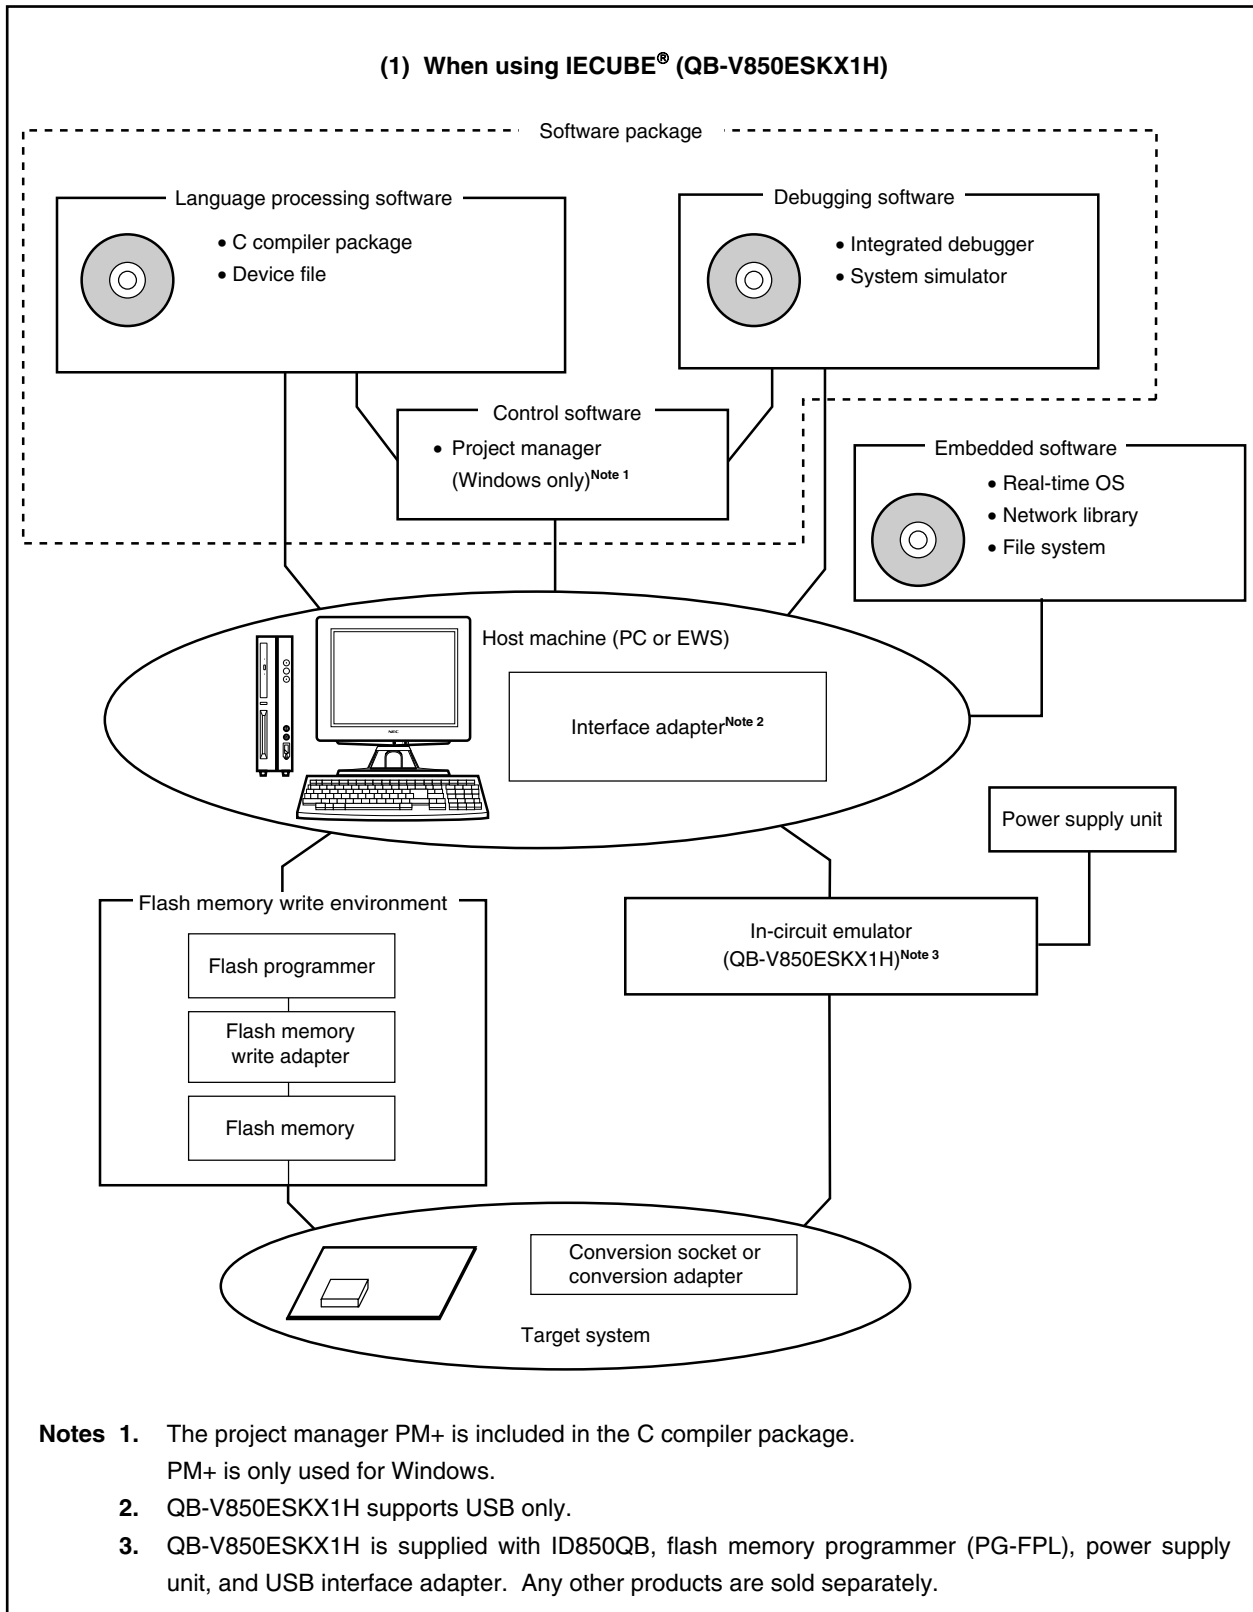 (1) When using IECUBE® (QB-V850ESKX1H)
Software package
Language processing software
• C compiler package
• Device file
Debugging software
• Integrated debugger
• System simulator
Control software
• Project manager
(Windows only)Note 1
Embedded software
• Real-time OS
• Network library
• File system
Host machine (PC or EWS)
Interface adapterNote 2
NEC
Power supply unit
Flash memory write environment
Flash programmer
Flash memory
write adapter
Flash memory
In-circuit emulator
(QB-V850ESKX1H)Note 3
Conversion socket or
conversion adapter
Target system
Notes 1. The project manager PM+ is included in the C compiler package.
PM+ is only used for Windows.
2. QB-V850ESKX1H supports USB only.
3. QB-V850ESKX1H is supplied with ID850QB, flash memory programmer (PG-FPL), power supply
unit, and USB interface adapter. Any other products are sold separately.